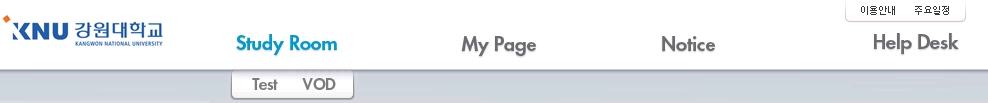 이용안내 주요일정
KNU 강원대학교
KANGWON NATIONAL UNIVERSITY
Study Room My Page Notice Help Desk
Test VOD